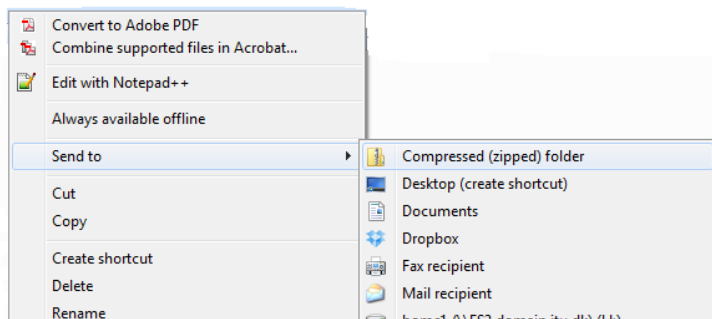 Convert to Adobe PDF
Combine supported files in Acrobat...
Edit with Notepad++
Always available offline
Send to
Cut
Copy
Create shortcut
Delete
Rename
Compressed (zipped) folder
Desktop (create shortcut)
Documents
Dropbox
Fax recipient
Mail recipient